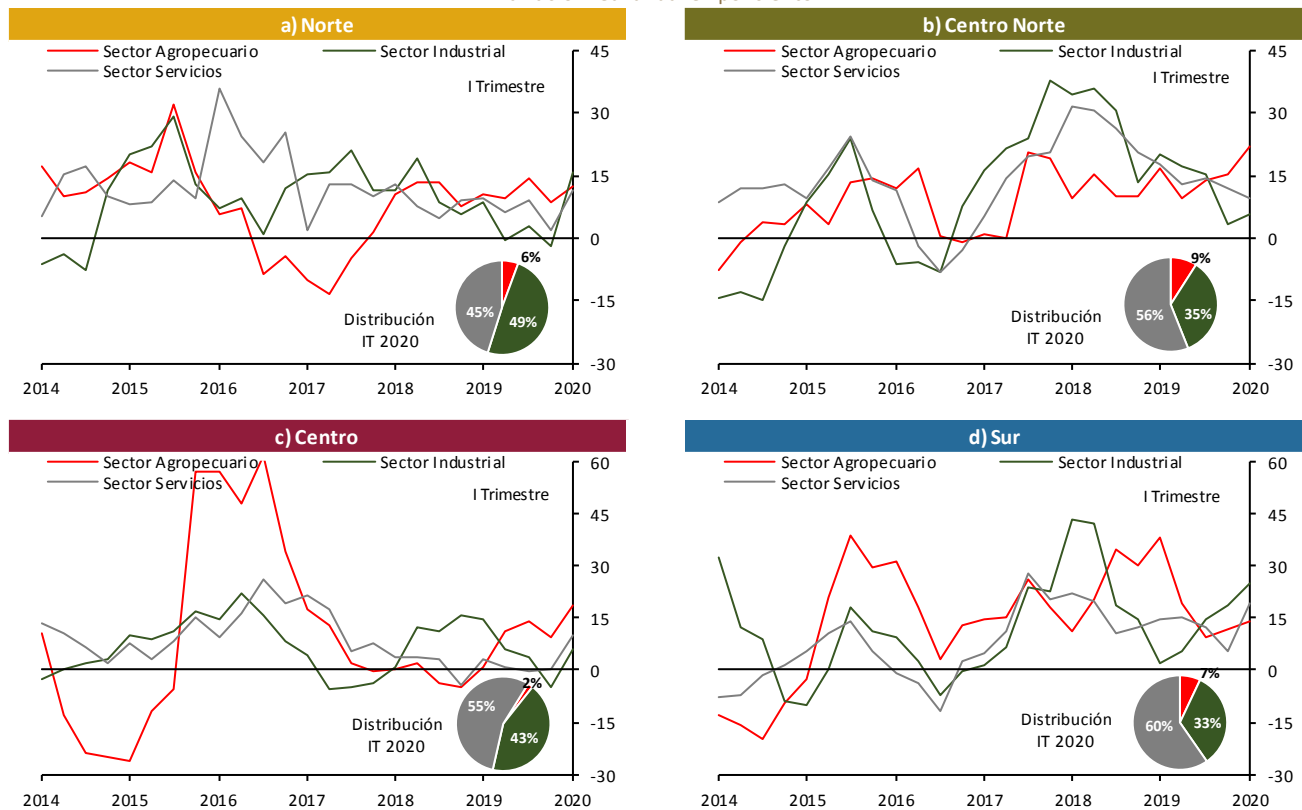 a) Norte
Sector Agropecuario
Sector Industrial
Sector Servicios
I Trimestre
45
30
15
0
-15
-30
6%
45%
49%
Distribución
IT 2020
2014 2015 2016 2017 2018 2019 2020
b) Centro Norte
Sector Agropecuario
Sector Industrial
Sector Servicios
I Trimestre
45
30
15
0
-15
-30
9%
56%
35%
Distribución
IT 2020
2014 2015 2016 2017 2018 2019 2020
c) Centro
Sector Agropecuario
Sector Industrial
Sector Servicios
I Trimestre
60
45
30
15
0
-15
-30
2%
55%
43%
Distribución
IT 2020
2014 2015 2016 2017 2018 2019 2020
d) Sur
Sector Agropecuario
Sector Industrial
Sector Servicios
I Trimestre
60
45
30
15
0
-15
-30
7%
60%
33%
Distribución
IT 2020
2014 2015 2016 2017 2018 2019 2020